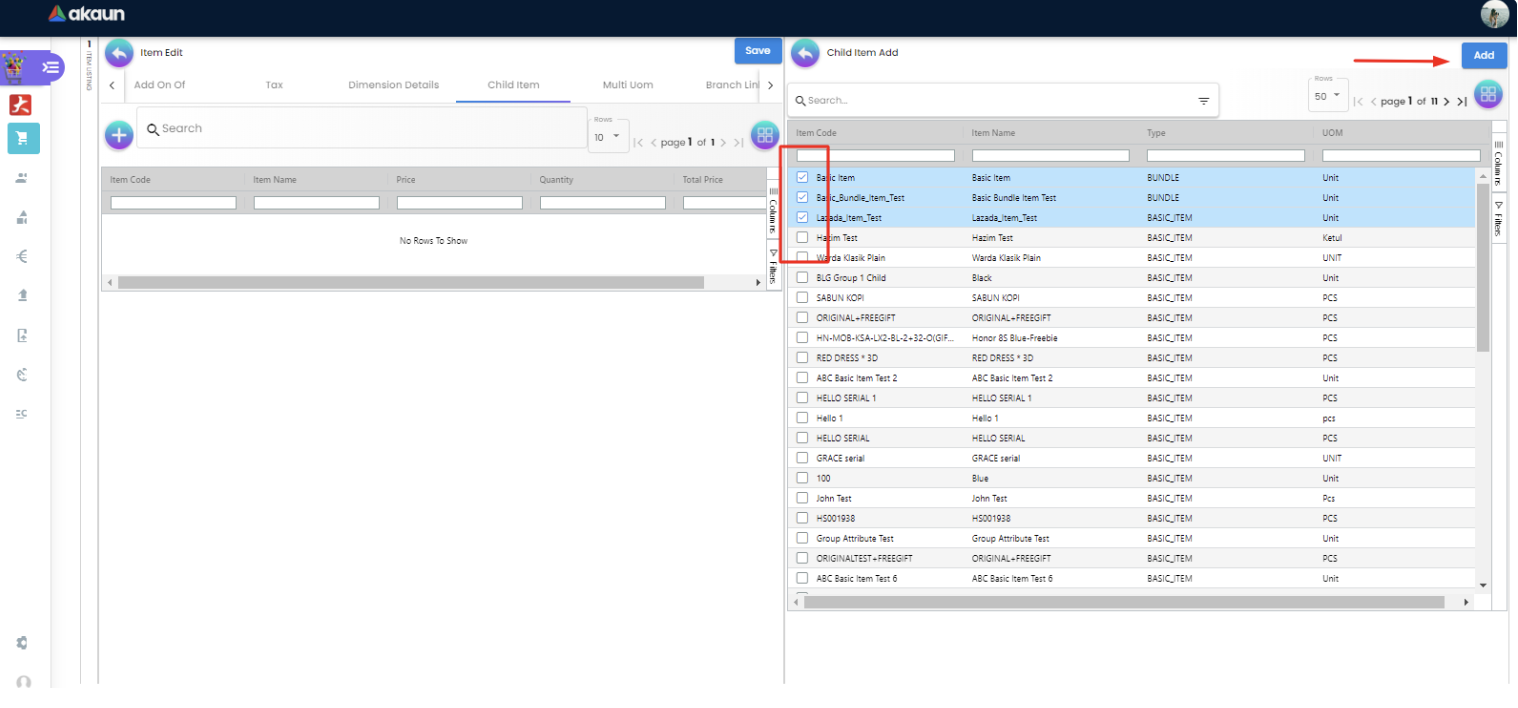 akaun
1 ITEM LISTING
Item Edit
Save
Add On Of
Tax
Dimension Details
Child Item
Multi Uom
Branch Lin
Search
Rows
10
page 1 of 1
Item Code Item Name Price Quantity Total Price
No Rows To Show
Columns
Filters
Child Item Add
Add
Search...
Rows
50
page 1 of 11
Item Code Item Name Type UOM
Basic Item Basic Item BUNDLE Unit
Basic_Bundle_Item_Test Basic Bundle Item Test BUNDLE Unit
Lazada_Item_Test Lazada_Item_Test BASIC_ITEM Unit
Hazim Test Hazim Test BASIC_ITEM Ketul
Warda Klasik Plain Warda Klasik Plain BASIC_ITEM UNIT
BLG Group 1 Child Black BASIC_ITEM Unit
SABUN KOPI SABUN KOPI BASIC_ITEM PCS
ORIGINAL+FREEGIFT ORIGINAL+FREEGIFT BASIC_ITEM PCS
HN-MOB-KSA-LX2-BL-2+32-O(GIF... Honor 8S Blue-Freebie BASIC_ITEM PCS
RED DRESS * 3D RED DRESS * 3D BASIC_ITEM PCS
ABC Basic Item Test 2 ABC Basic Item Test 2 BASIC_ITEM Unit
HELLO SERIAL 1 HELLO SERIAL 1 BASIC_ITEM PCS
Hello 1 Hello 1 BASIC_ITEM pcs
HELLO SERIAL HELLO SERIAL BASIC_ITEM PCS
GRACE serial GRACE serial BASIC_ITEM UNIT
100 Blue BASIC_ITEM Unit
John Test John Test BASIC_ITEM Pcs
HS001938 HS001938 BASIC_ITEM PCS
Group Attribute Test Group Attribute Test BASIC_ITEM Unit
ORIGINALTEST+FREEGIFT ORIGINAL+FREEGIFT BASIC_ITEM PCS
ABC Basic Item Test 6 ABC Basic Item Test 6 BASIC_ITEM Unit
Columns
Filters